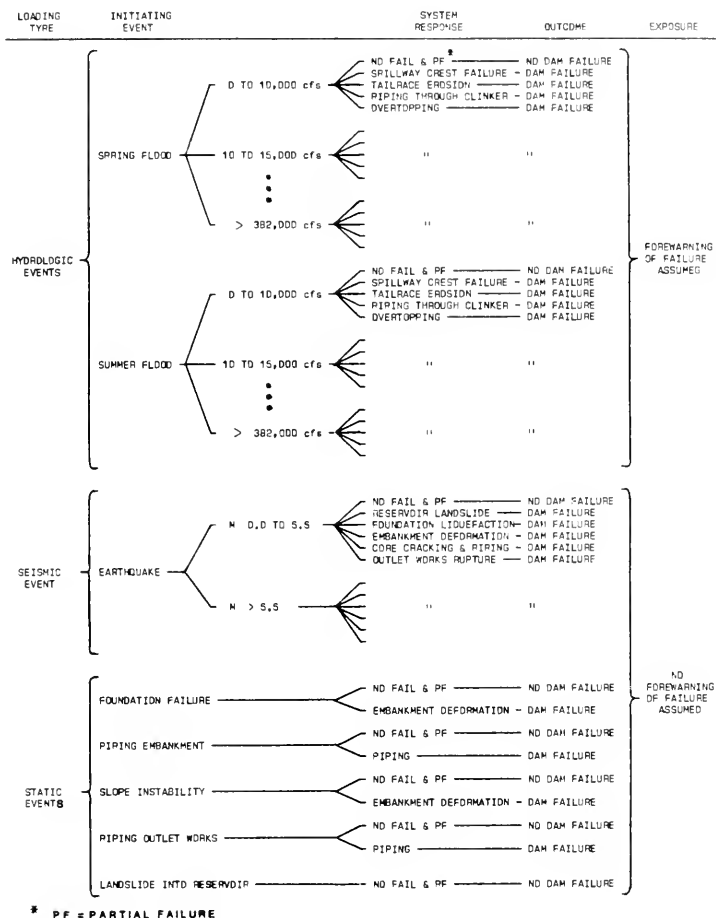 LOADING TYPE INITIATING EVENT SYSTEM RESPONSE OUTCOME EXPOSURE
NO FAIL & PF * NO DAM FAILURE
SPILLWAY CREST FAILURE - DAM FAILURE
0 TO 10,000 cfs TAILRACE EROSION DAM FAILURE
PIPING THROUGH CLINKER - DAM FAILURE
OVERTOPPING DAM FAILURE
SPRING FLOOD 10 TO 15,000 cfs " "
> 382,000 cfs " "
HYDROLOGIC EVENTS
FOREWARNING OF FAILURE ASSUMED
NO FAIL & PF NO DAM FAILURE
SPILLWAY CREST FAILURE - DAM FAILURE
0 TO 10,000 cfs TAILRACE EROSION DAM FAILURE
PIPING THROUGH CLINKER - DAM FAILURE
OVERTOPPING DAM FAILURE
SUMMER FLOOD 10 TO 15,000 cfs " "
> 382,000 cfs " "
NO FAIL & PF NO DAM FAILURE
RESERVOIR LANDSLIDE DAM FAILURE
M 0.0 TO 5.5 FOUNDATION LIQUEFACTION DAM FAILURE
EMBANKMENT DEFORMATION - DAM FAILURE
CORE CRACKING & PIPING - DAM FAILURE
OUTLET WORKS RUPTURE DAM FAILURE
SEISMIC EVENT EARTHQUAKE
M > 5.5 " "
NO FOREWARNING OF FAILURE ASSUMED
NO FAIL & PF NO DAM FAILURE
FOUNDATION FAILURE
EMBANKMENT DEFORMATION - DAM FAILURE
NO FAIL & PF NO DAM FAILURE
PIPING EMBANKMENT
PIPING DAM FAILURE
NO FAIL & PF NO DAM FAILURE
STATIC EVENTS SLOPE INSTABILITY
EMBANKMENT DEFORMATION - DAM FAILURE
NO FAIL & PF NO DAM FAILURE
PIPING OUTLET WORKS
PIPING DAM FAILURE
LANDSLIDE INTO RESERVOIR NO FAIL & PF NO DAM FAILURE
* PF = PARTIAL FAILURE